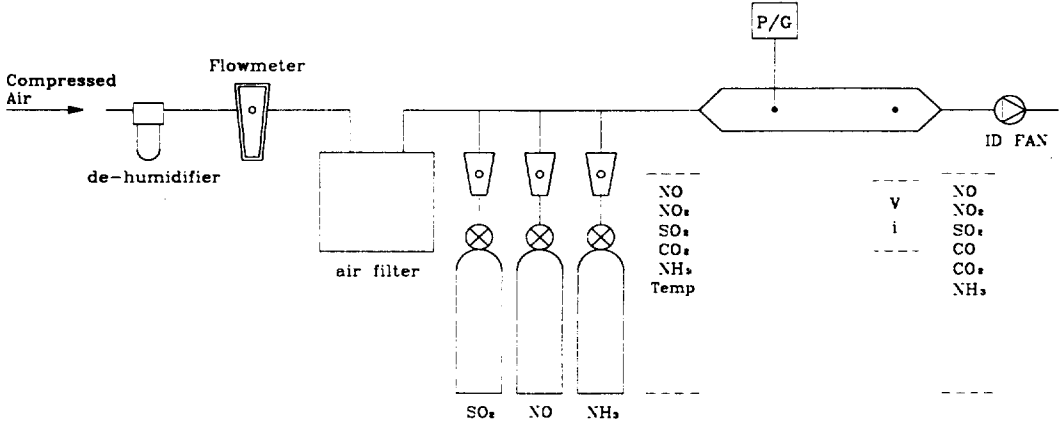 P/G
Flowmeter
Compressed
Air
ID FAN
de-humidifier
air filter
NO
NO₂
SO₂
CO₂
NH₃
Temp
V
i
NO
NO₂
SO₂
CO
CO₂
NH₃
SO₂
NO
NH₃